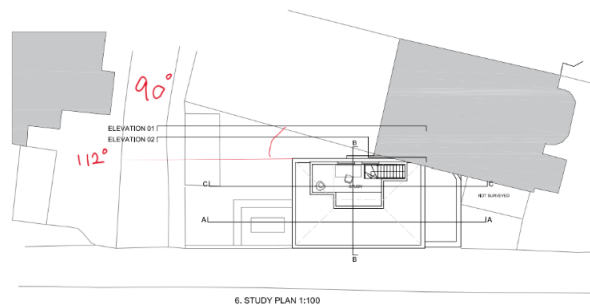 90°
ELEVATION 01
ELEVATION 02
112°
B
STUDY
C
C
NOT SURVEYED
A
A
B
6. STUDY PLAN 1:100